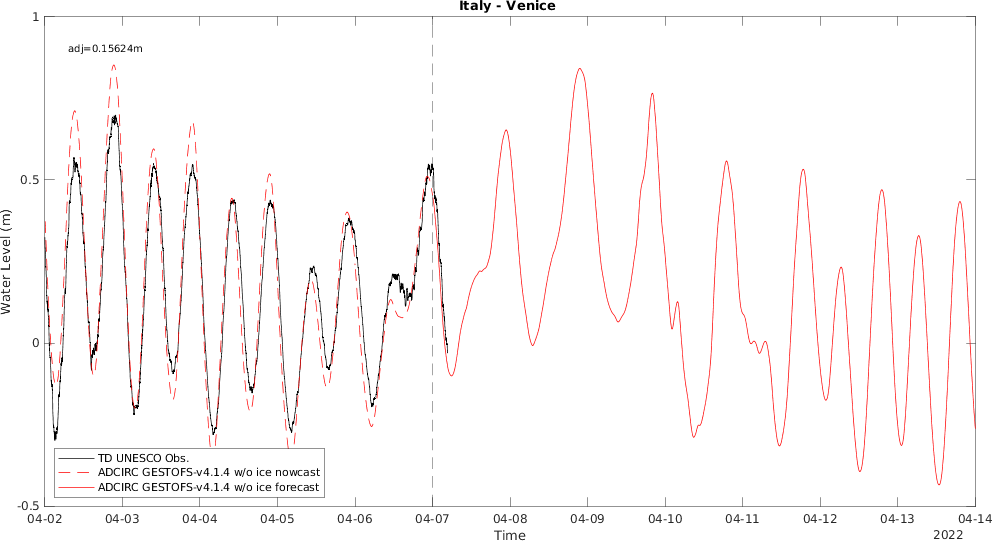 Italy - Venice
adj=0.15624m
Water Level (m)
1
0.5
0
-0.5
TD UNESCO Obs.
ADCIRC GESTOFS-v4.1.4 w/o ice nowcast
ADCIRC GESTOFS-v4.1.4 w/o ice forecast
04-02 04-03 04-04 04-05 04-06 04-07 04-08 04-09 04-10 04-11 04-12 04-13 04-14
Time
2022